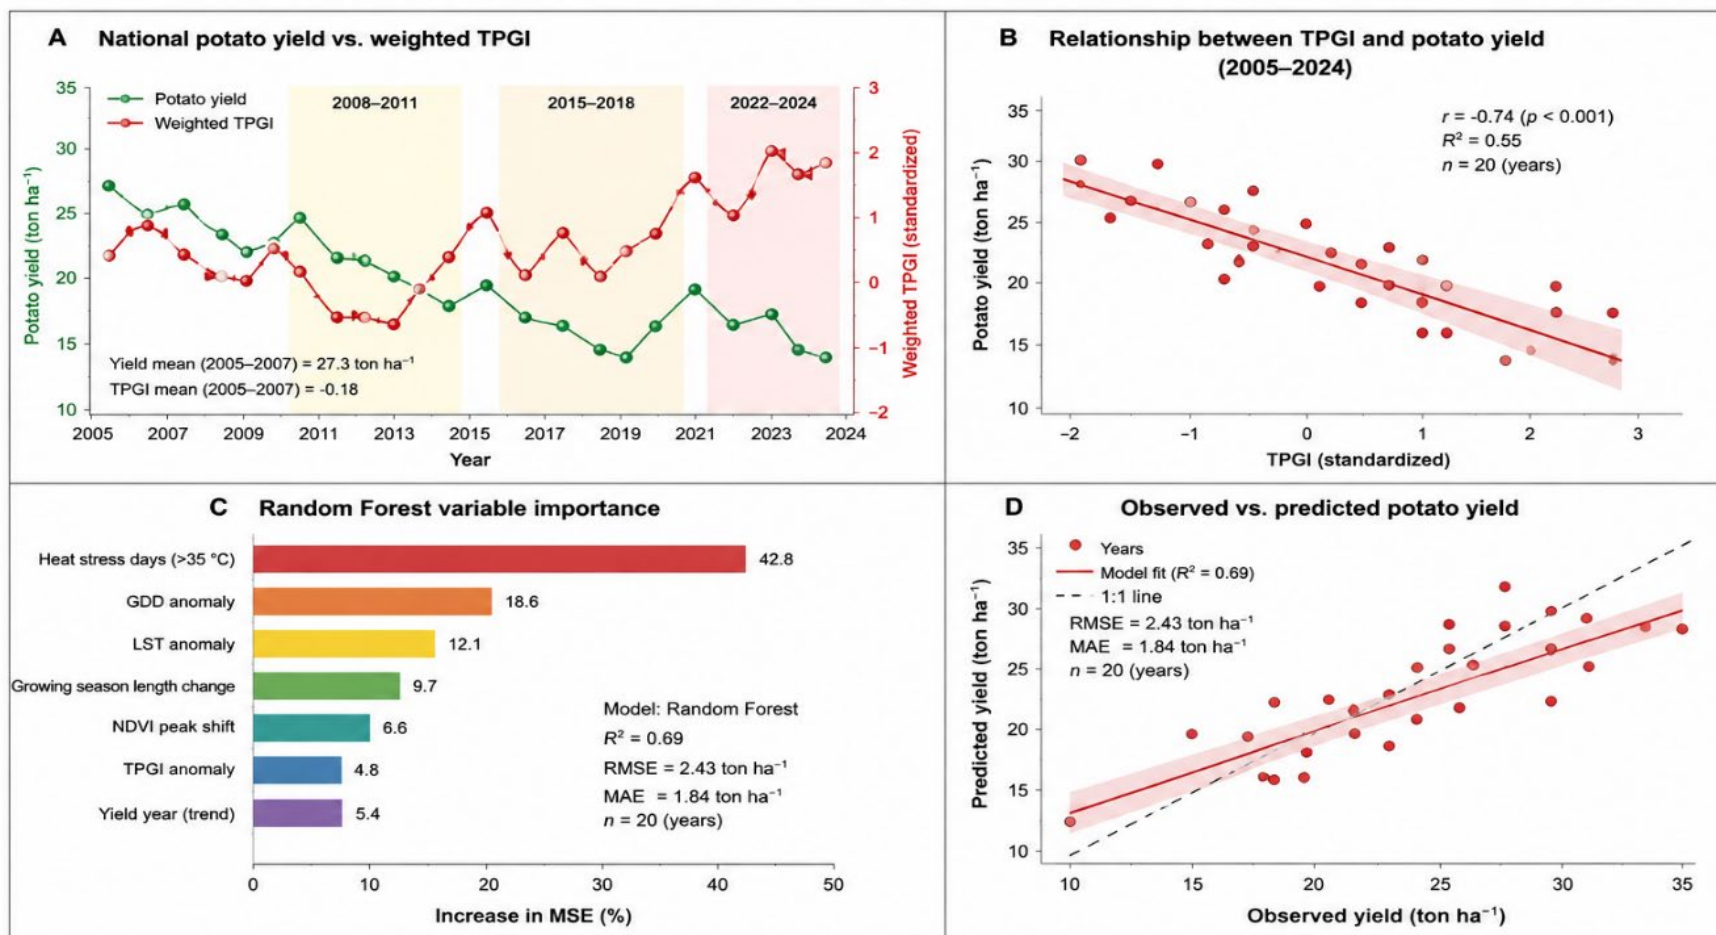 A National potato yield vs. weighted TPGI
35
30
25
20
15
10
Potato yield (ton ha⁻¹)
Potato yield
Weighted TPGI
2008–2011
2015–2018
2022–2024
3
2
1
0
−1
−2
Weighted TPGI (standardized)
Yield mean (2005–2007) = 27.3 ton ha⁻¹
TPGI mean (2005–2007) = -0.18
2005 2007 2009 2011 2013 2015 2017 2019 2021 2023 2024
Year
B Relationship between TPGI and potato yield
(2005–2024)
35
30
25
20
15
10
Potato yield (ton ha⁻¹)
r = -0.74 (p < 0.001)
R² = 0.55
n = 20 (years)
−2 −1 0 1 2 3
TPGI (standardized)
C Random Forest variable importance
Heat stress days (>35 °C) 42.8
GDD anomaly 18.6
LST anomaly 12.1
Growing season length change 9.7
NDVI peak shift 6.6
TPGI anomaly 4.8
Yield year (trend) 5.4
Model: Random Forest
R² = 0.69
RMSE = 2.43 ton ha⁻¹
MAE = 1.84 ton ha⁻¹
n = 20 (years)
0 10 20 30 40 50
Increase in MSE (%)
D Observed vs. predicted potato yield
35
30
25
20
15
10
Predicted yield (ton ha⁻¹)
Years
Model fit (R² = 0.69)
1:1 line
RMSE = 2.43 ton ha⁻¹
MAE = 1.84 ton ha⁻¹
n = 20 (years)
10 15 20 25 30 35
Observed yield (ton ha⁻¹)